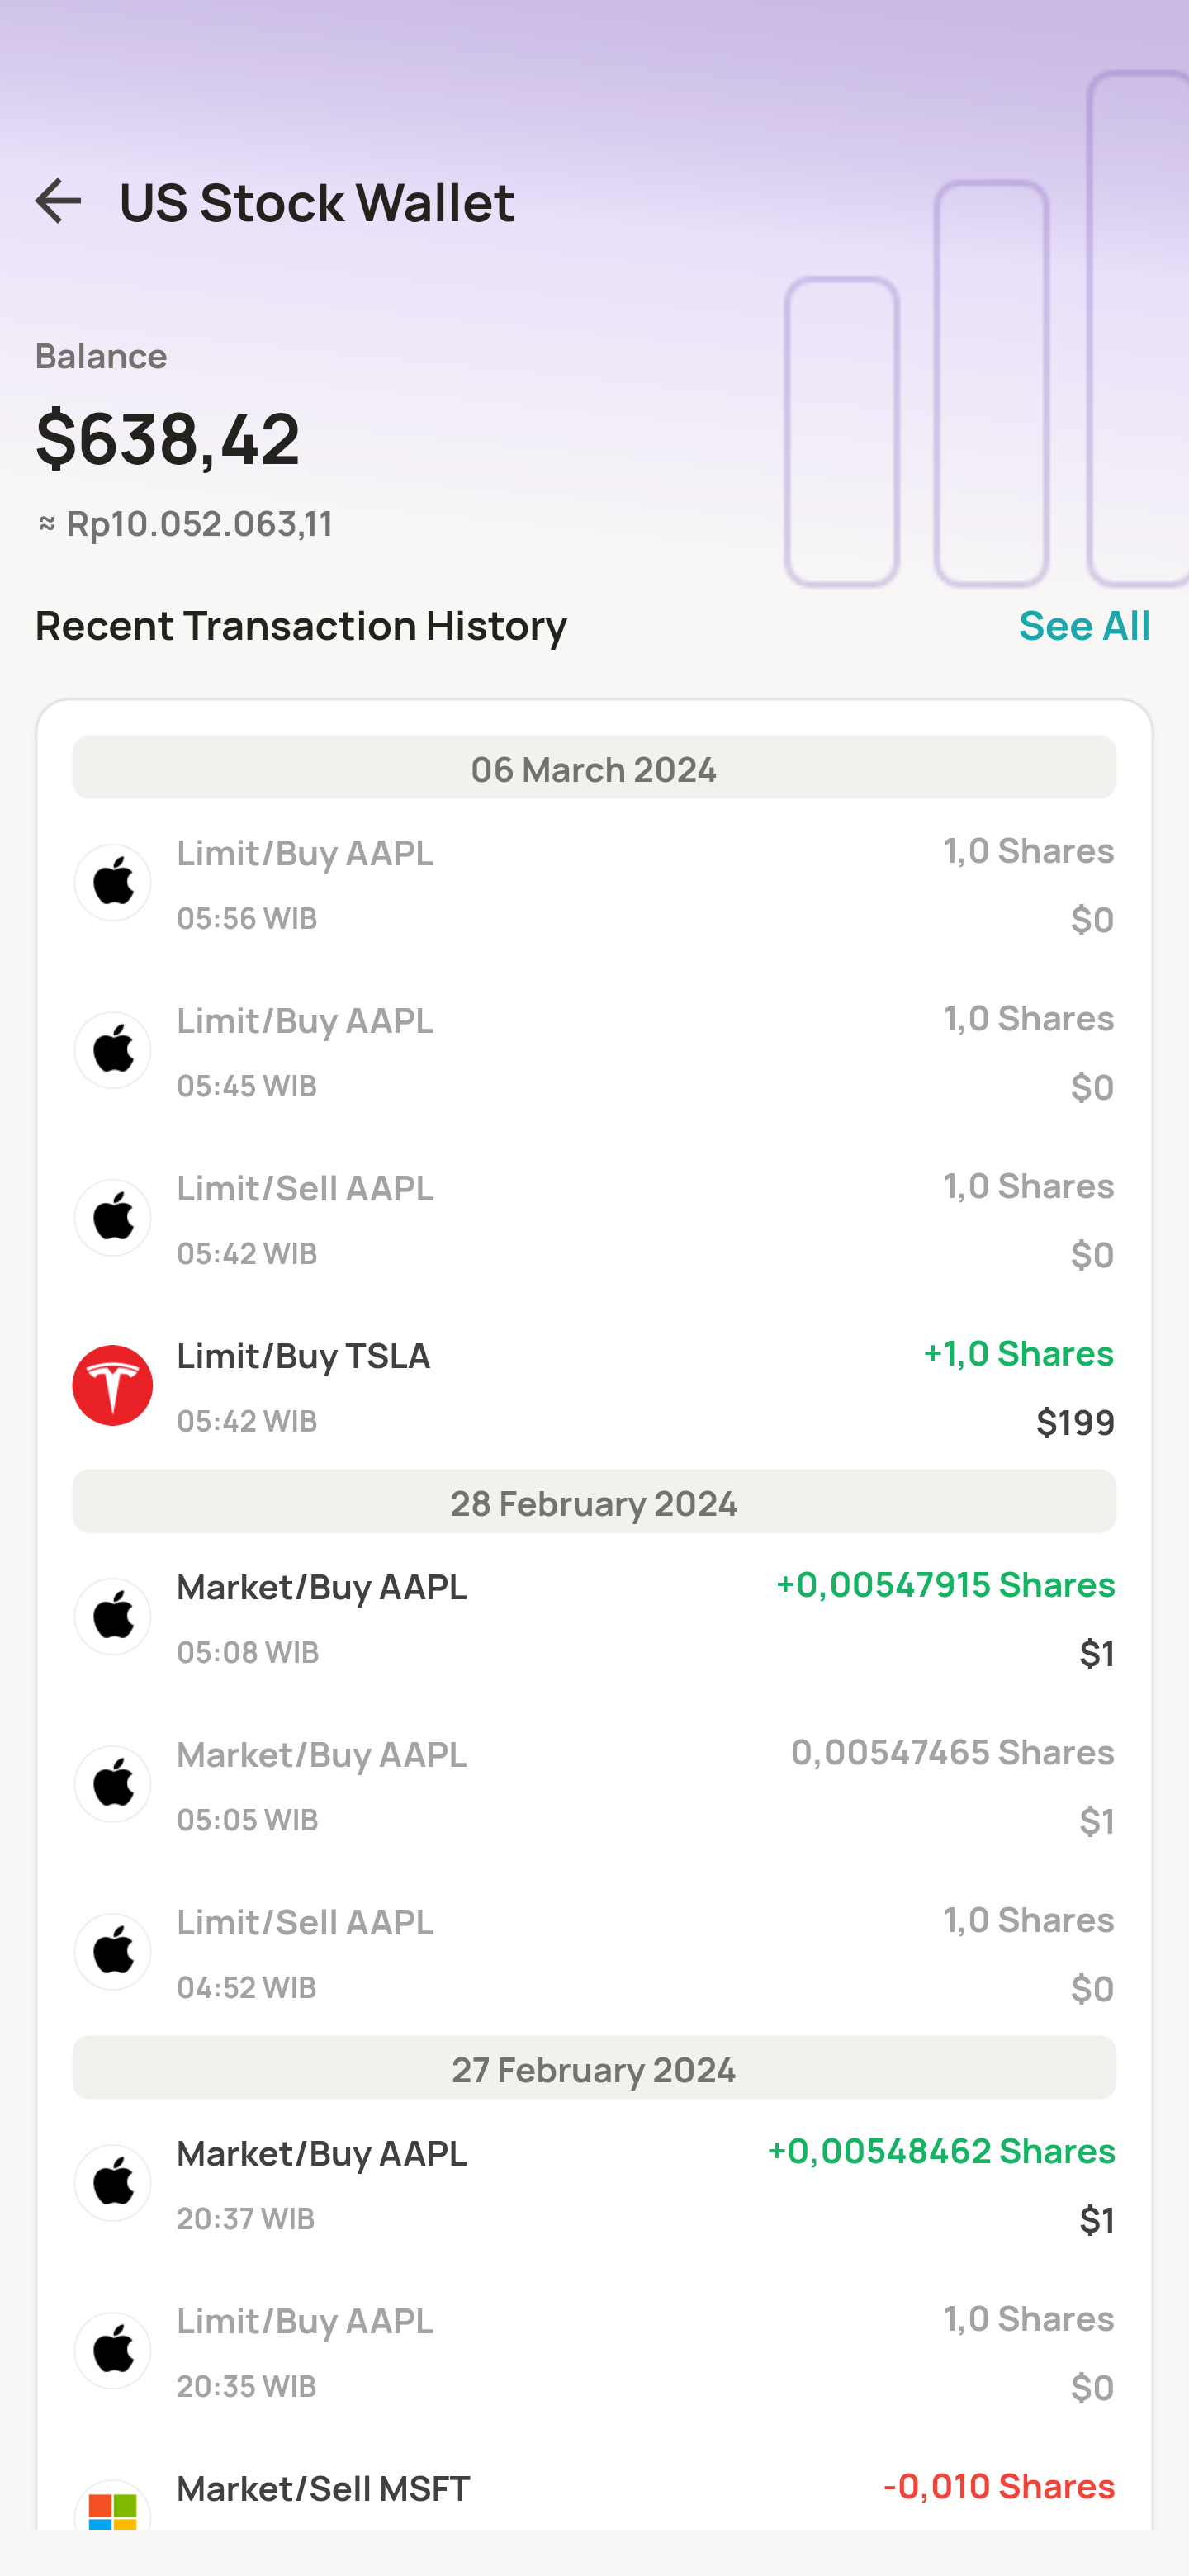 US Stock Wallet
Balance
$638,42
≈ Rp10.052.063,11
Recent Transaction History See All
06 March 2024
Limit/Buy AAPL 1,0 Shares
05:56 WIB $0
Limit/Buy AAPL 1,0 Shares
05:45 WIB $0
Limit/Sell AAPL 1,0 Shares
05:42 WIB $0
Limit/Buy TSLA +1,0 Shares
05:42 WIB $199
28 February 2024
Market/Buy AAPL +0,00547915 Shares
05:08 WIB $1
Market/Buy AAPL 0,00547465 Shares
05:05 WIB $1
Limit/Sell AAPL 1,0 Shares
04:52 WIB $0
27 February 2024
Market/Buy AAPL +0,00548462 Shares
20:37 WIB $1
Limit/Buy AAPL 1,0 Shares
20:35 WIB $0
Market/Sell MSFT -0,010 Shares